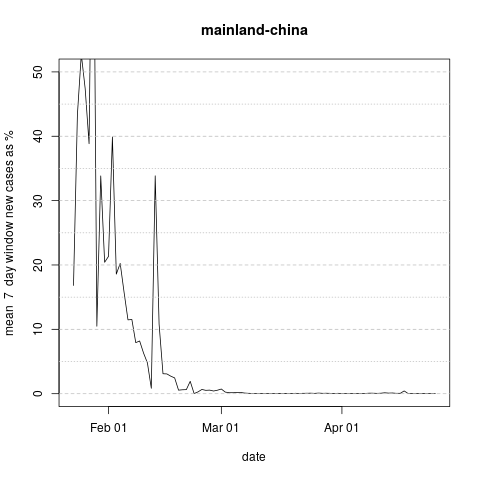 mainland-china
mean 7 day window new cases as %
50
40
30
20
10
0
Feb 01
Mar 01
Apr 01
date